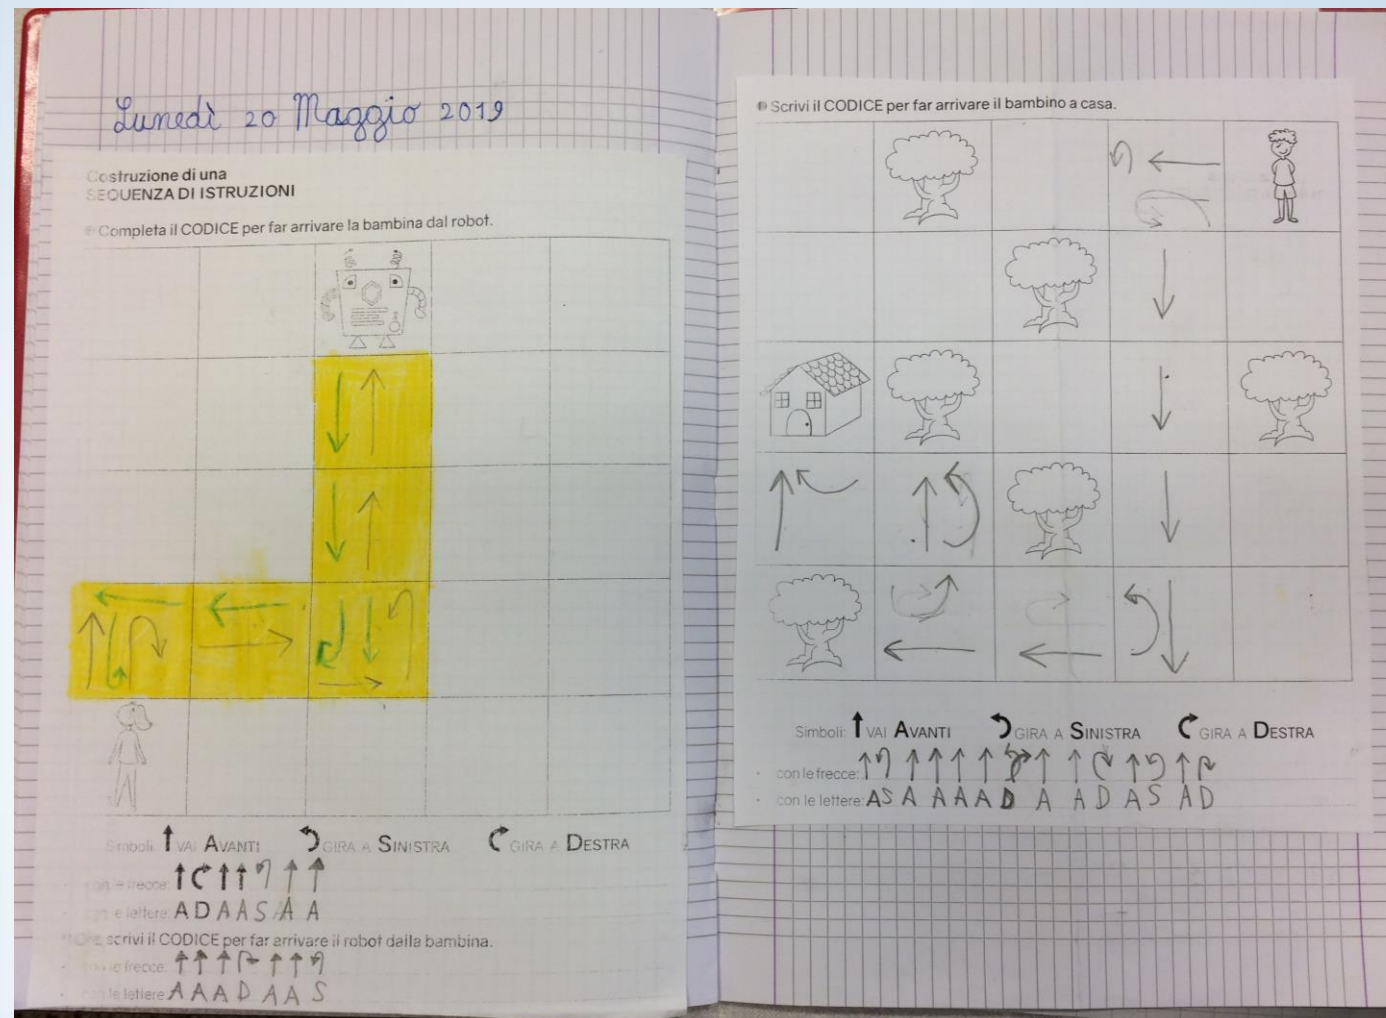 Lunedì 20 Maggio 2019
Costruzione di una
SEQUENZA DI ISTRUZIONI
Completa il CODICE per far arrivare la bambina dal robot.
Simboli: ↑ VAI AVANTI ↰ GIRA A SINISTRA ↱ GIRA A DESTRA
con le frecce: ↑ ↱ ↑ ↑ ↰ ↑ ↑
con le lettere: A D A A S A A
scrivi il CODICE per far arrivare il robot dalla bambina.
con le frecce: ↑ ↑ ↑ ↱ ↑ ↑ ↰
con le lettere: A A A D A A S
Scrivi il CODICE per far arrivare il bambino a casa.
Simboli: ↑ VAI AVANTI ↰ GIRA A SINISTRA ↱ GIRA A DESTRA
con le frecce: ↑ ↰ ↑ ↑ ↑ ↑ ↱ ↑ ↑ ↱ ↑ ↰ ↑ ↱
con le lettere: A S A A A A D A A D A S A D